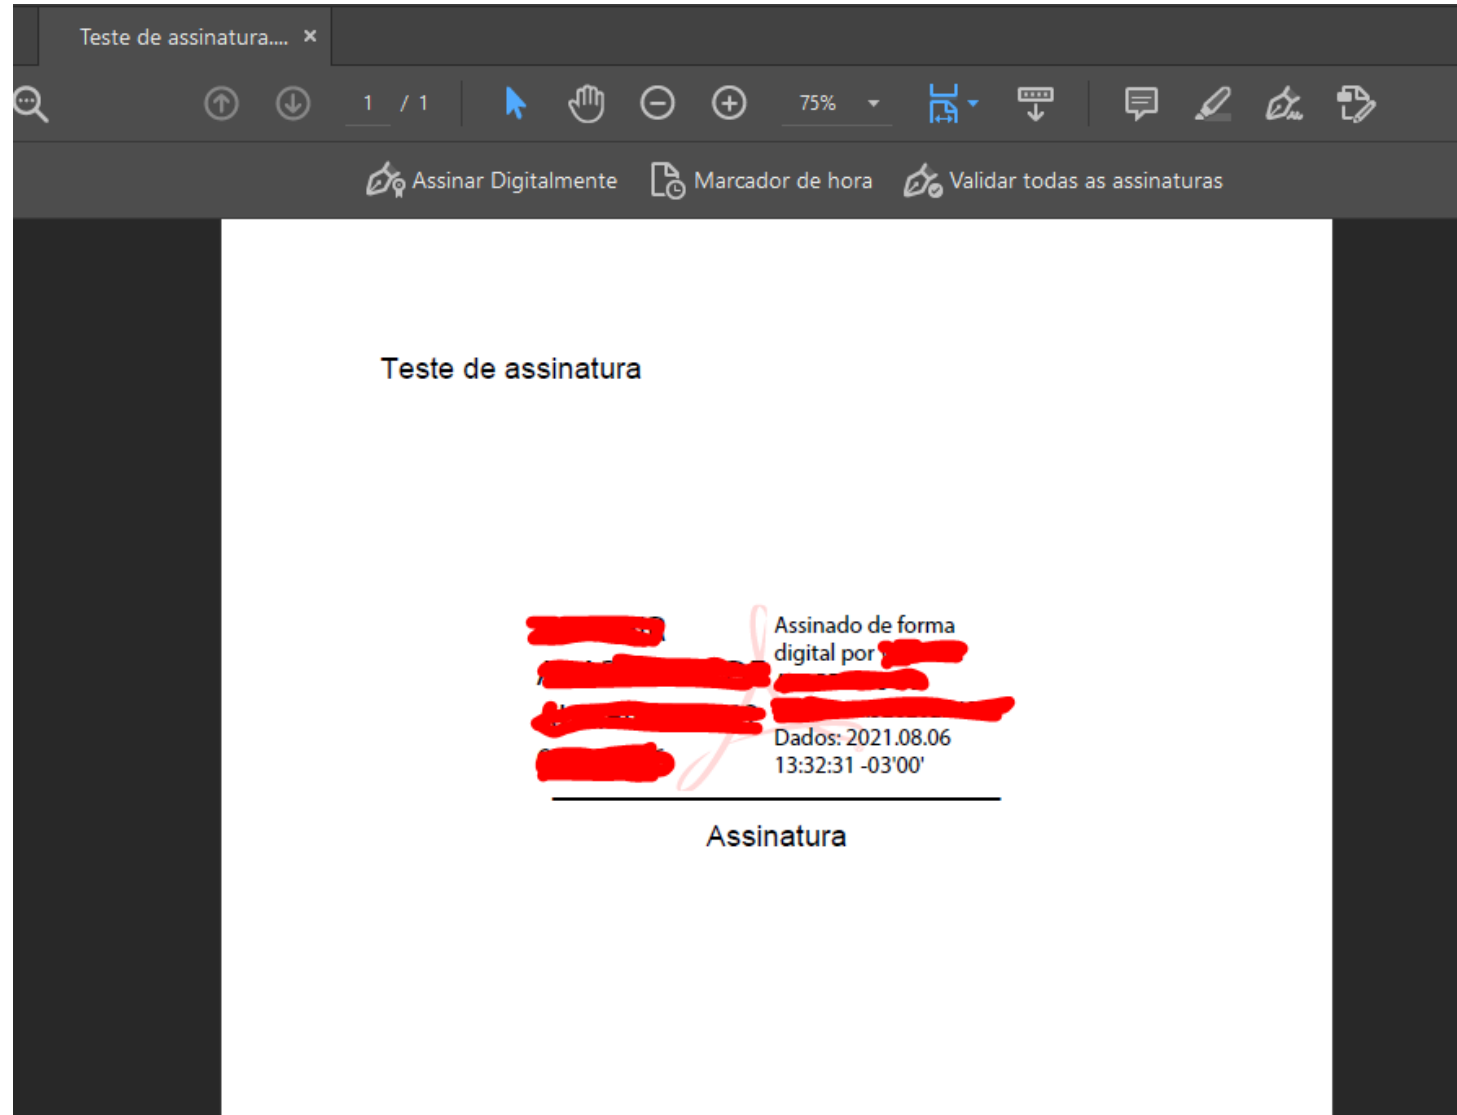 Teste de assinatura....
1 / 1
75%
Assinar Digitalmente Marcador de hora Validar todas as assinaturas
Teste de assinatura
Assinado de forma
digital por
Dados: 2021.08.06
13:32:31 -03'00'
Assinatura